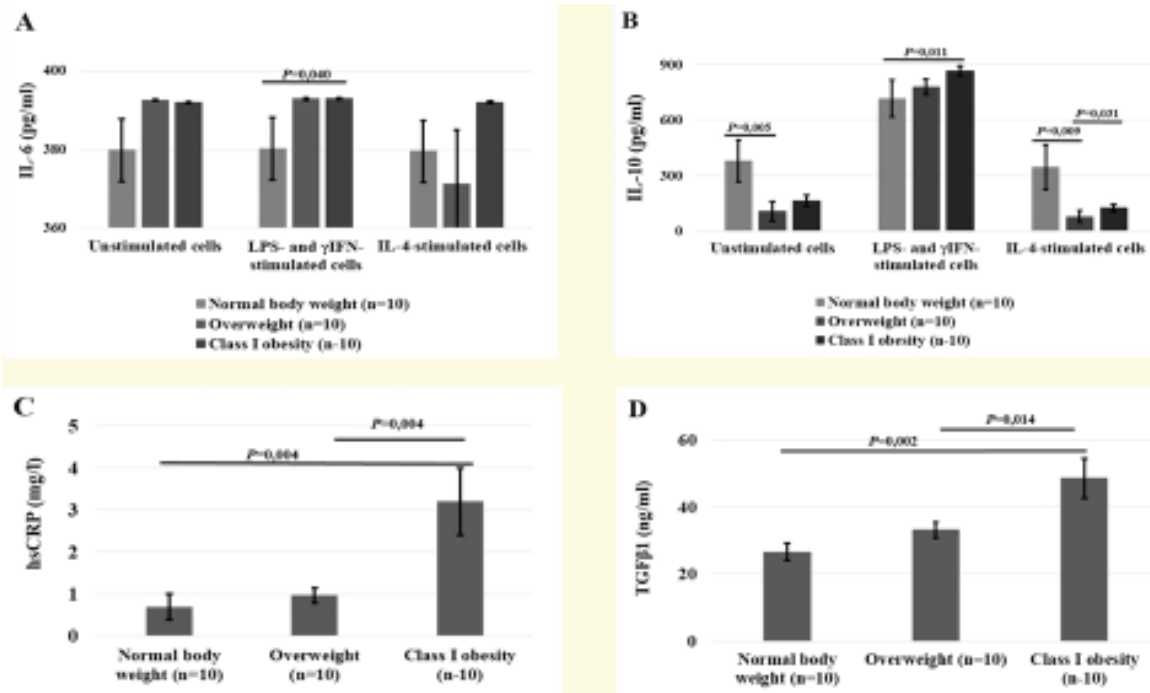 A
IL-6 (pg/ml)
400
380
360
P=0,040
Unstimulated cells
LPS- and γIFN-
stimulated cells
IL-4-stimulated cells
Normal body weight (n=10)
Overweight (n=10)
Class I obesity (n-10)
B
IL-10 (pg/ml)
900
600
300
0
P=0,005
P=0,011
P=0,009
P=0,031
Unstimulated cells
LPS- and γIFN-
stimulated cells
IL-4-stimulated cells
Normal body weight (n=10)
Overweight (n=10)
Class I obesity (n-10)
C
hsCRP (mg/l)
5
4
3
2
1
0
P=0,004
P=0,004
Normal body
weight (n=10)
Overweight
(n=10)
Class I obesity
(n-10)
D
TGFβ1 (ng/ml)
60
40
20
0
P=0,014
P=0,002
Normal body
weight (n=10)
Overweight (n=10)
Class I obesity
(n-10)